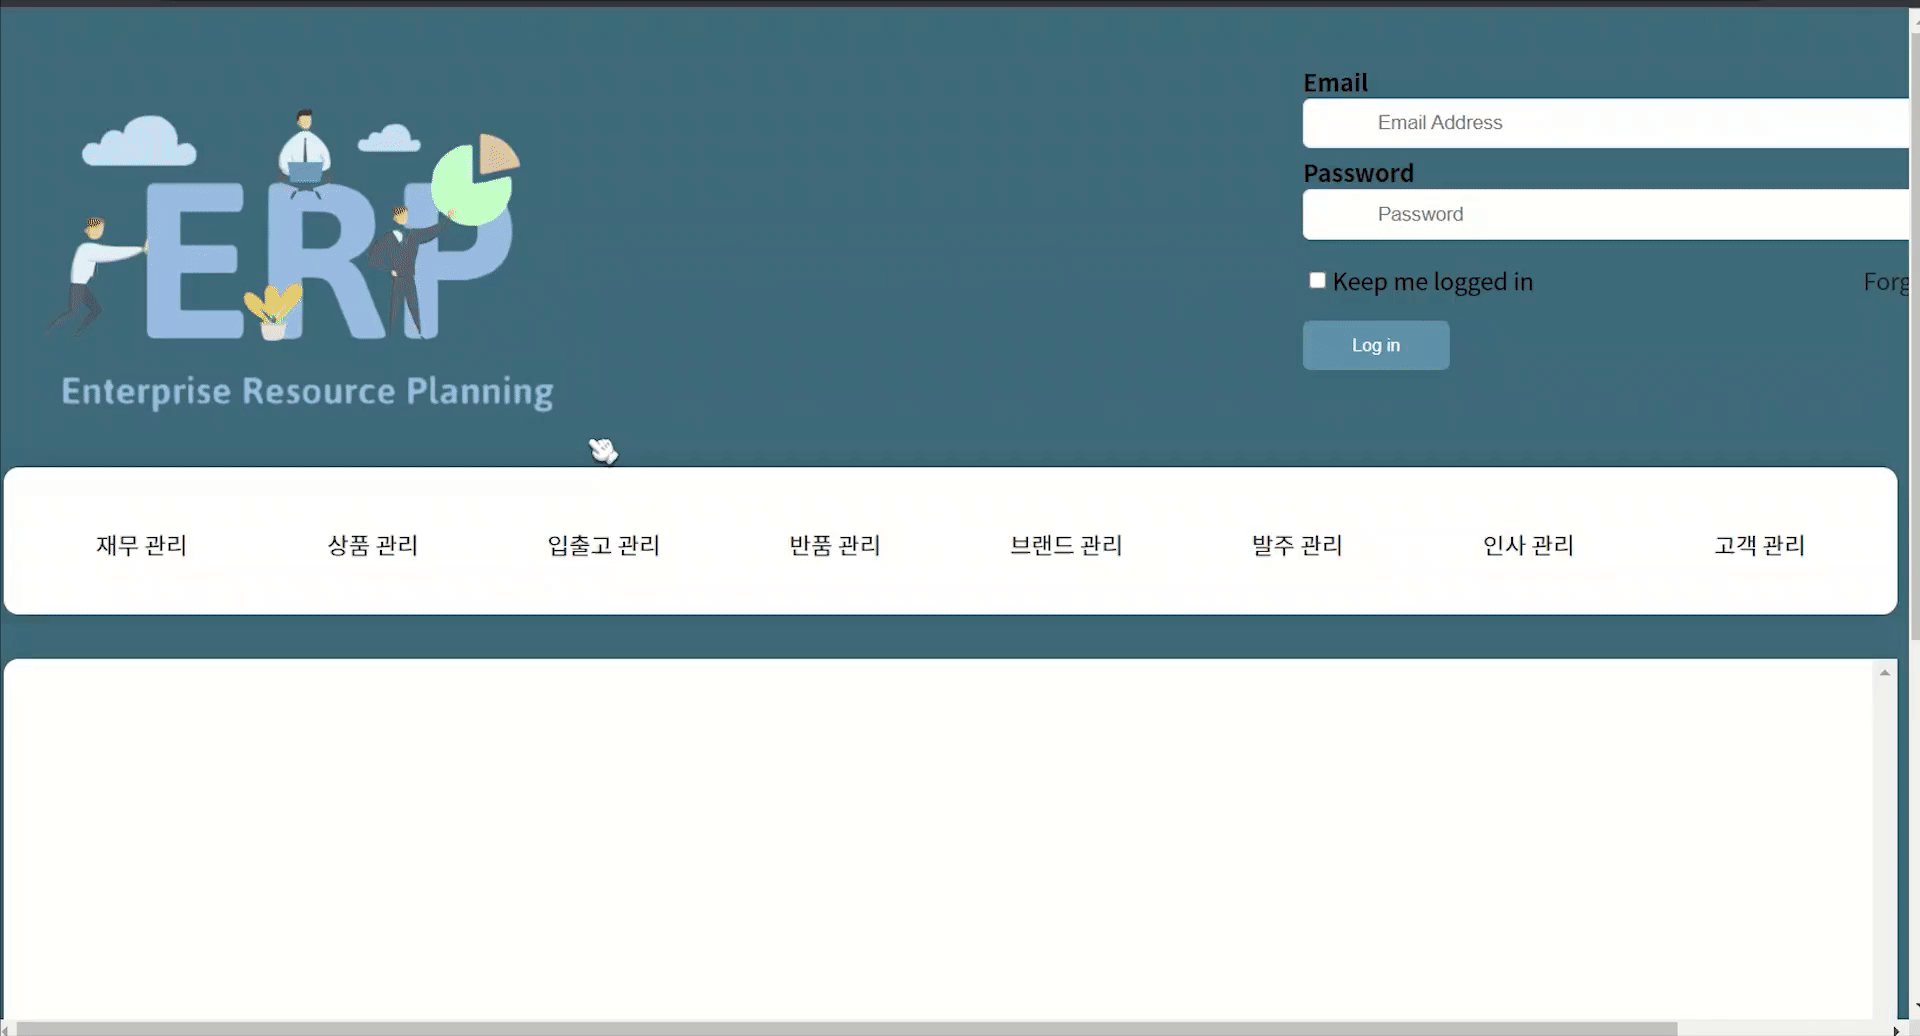 ERP
Enterprise Resource Planning
Email
Email Address
Password
Password
Keep me logged in
Forg
Log in
재무 관리
상품 관리
입출고 관리
반품 관리
브랜드 관리
발주 관리
인사 관리
고객 관리